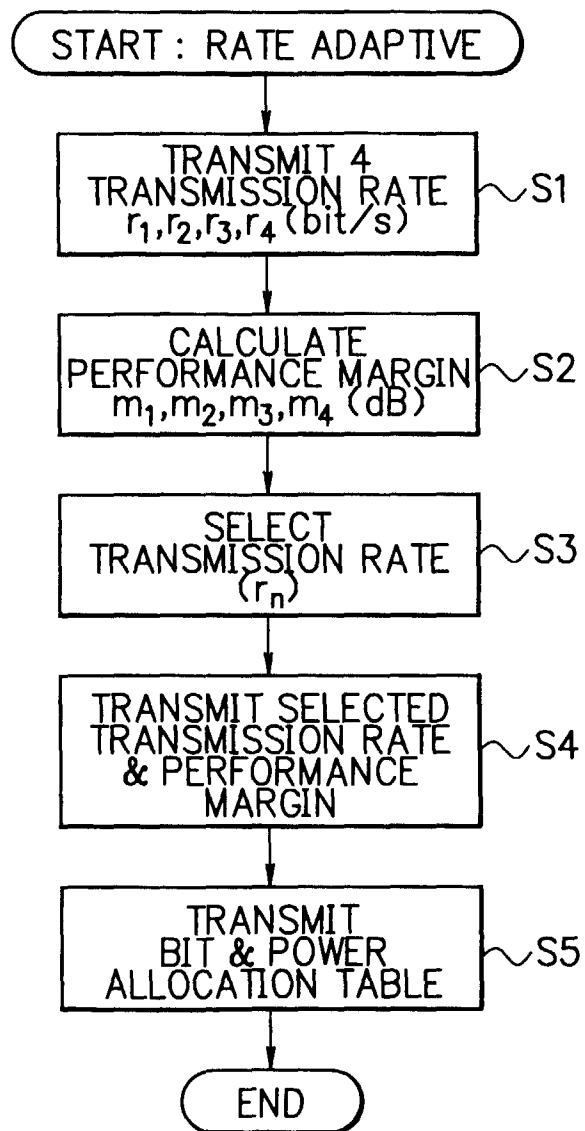 START : RATE ADAPTIVE
TRANSMIT 4
TRANSMISSION RATE
r1,r2,r3,r4 (bit/s)
S1
CALCULATE
PERFORMANCE MARGIN
m1,m2,m3,m4 (dB)
S2
SELECT
TRANSMISSION RATE
(rn)
S3
TRANSMIT SELECTED
TRANSMISSION RATE
& PERFORMANCE
MARGIN
S4
TRANSMIT
BIT & POWER
ALLOCATION TABLE
S5
END